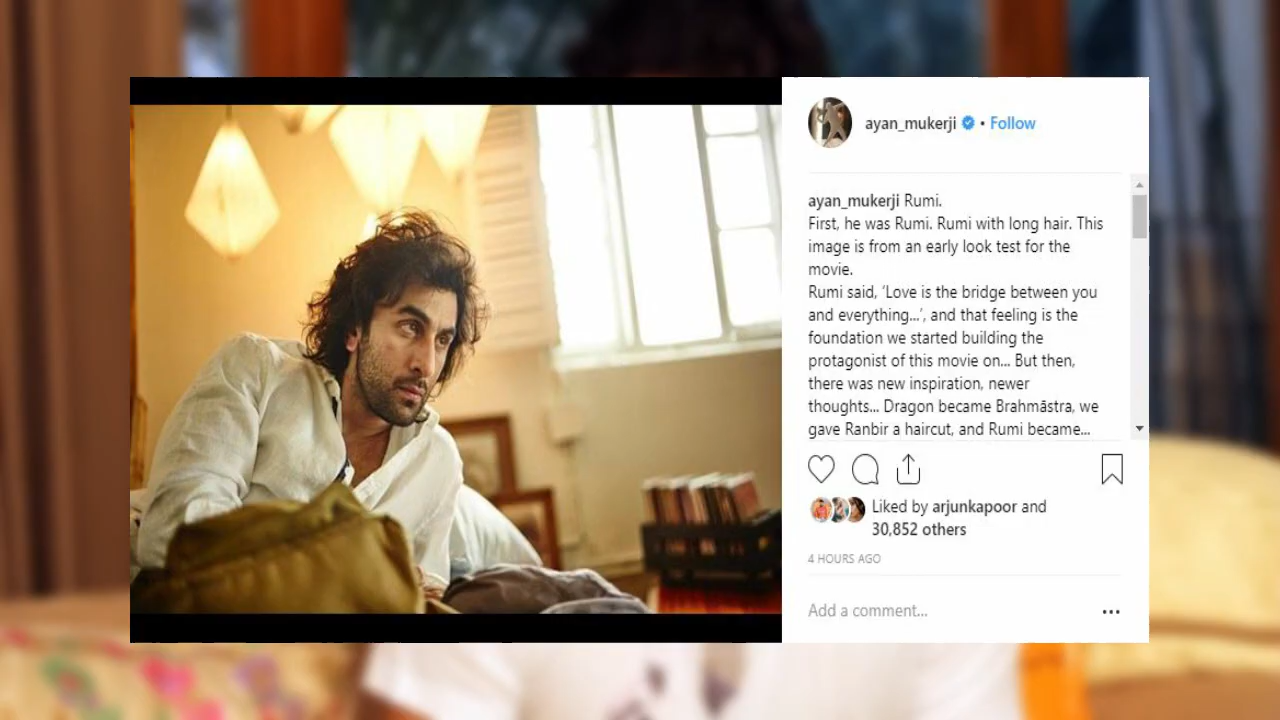 ayan_mukerji • Follow
ayan_mukerji Rumi.
First, he was Rumi. Rumi with long hair. This
image is from an early look test for the
movie.
Rumi said, 'Love is the bridge between you
and everything...', and that feeling is the
foundation we started building the
protagonist of this movie on... But then,
there was new inspiration, newer
thoughts... Dragon became Brahmāstra, we
gave Ranbir a haircut, and Rumi became...
Liked by arjunkapoor and
30,852 others
4 HOURS AGO
Add a comment...